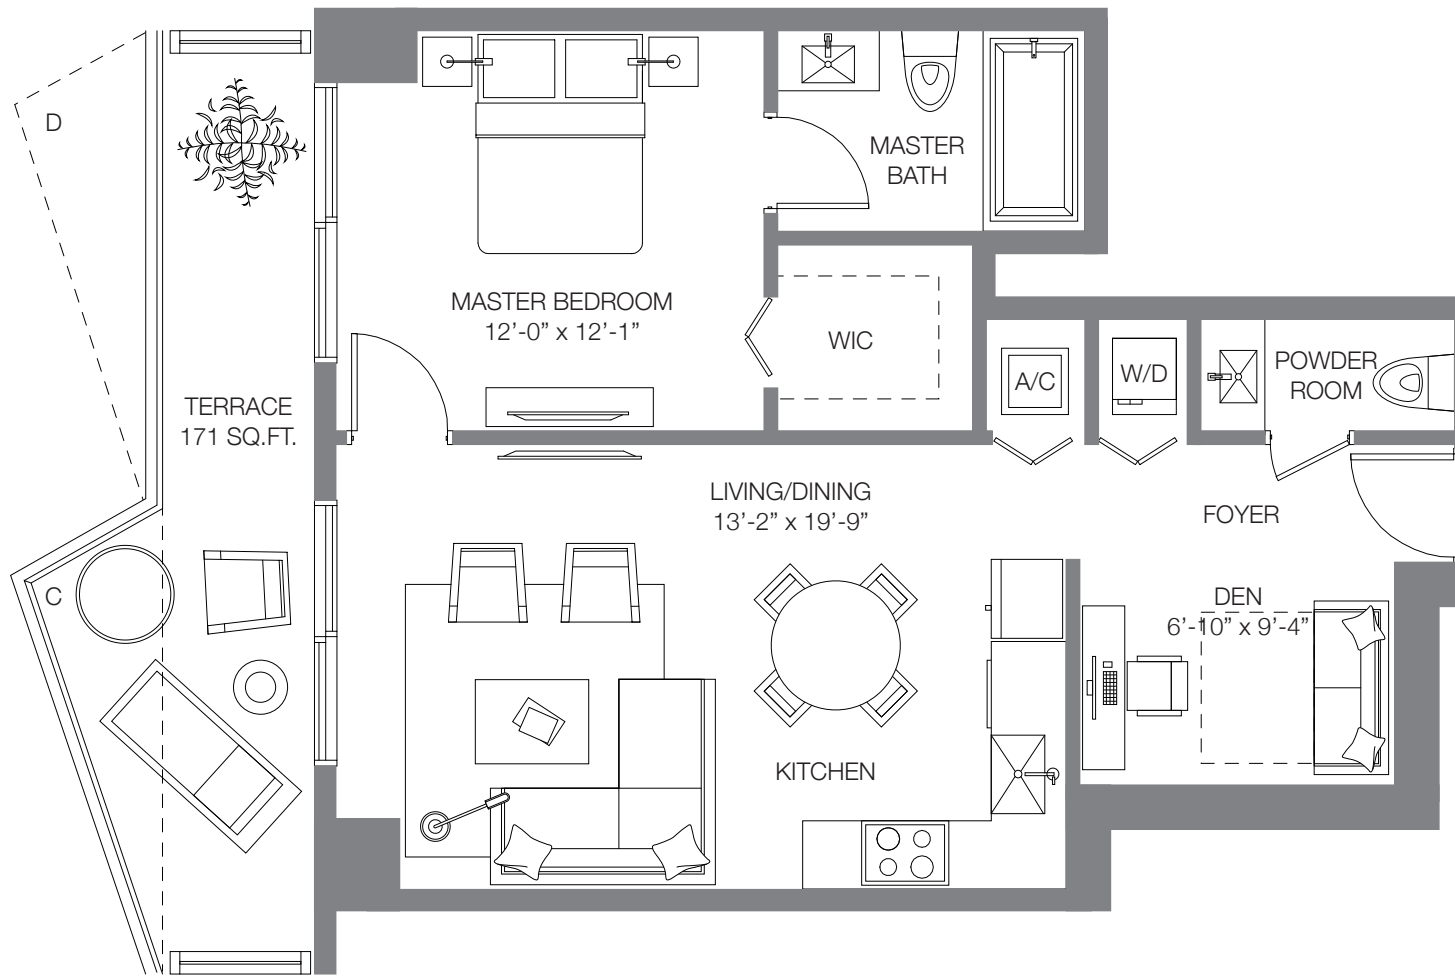 D
MASTER
BATH
MASTER BEDROOM
12’-0” x 12’-1”
WIC
A/C
W/D
POWDER
ROOM
TERRACE
171 SQ.FT.
LIVING/DINING
13’-2” x 19’-9”
FOYER
C
DEN
6’-10” x 9’-4”
KITCHEN